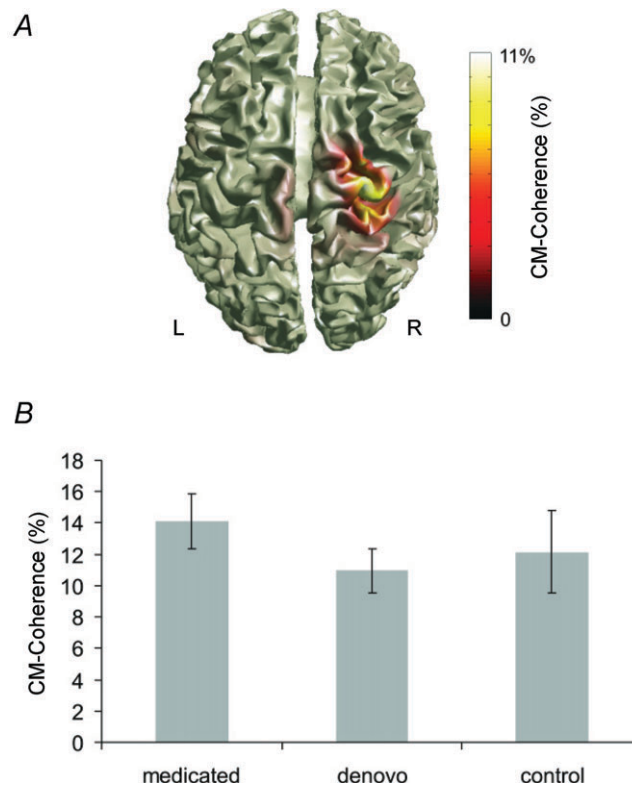 A
11%
CM-Coherence (%)
0
L
R
B
CM-Coherence (%)
18
16
14
12
10
8
6
4
2
0
medicated
denovo
control